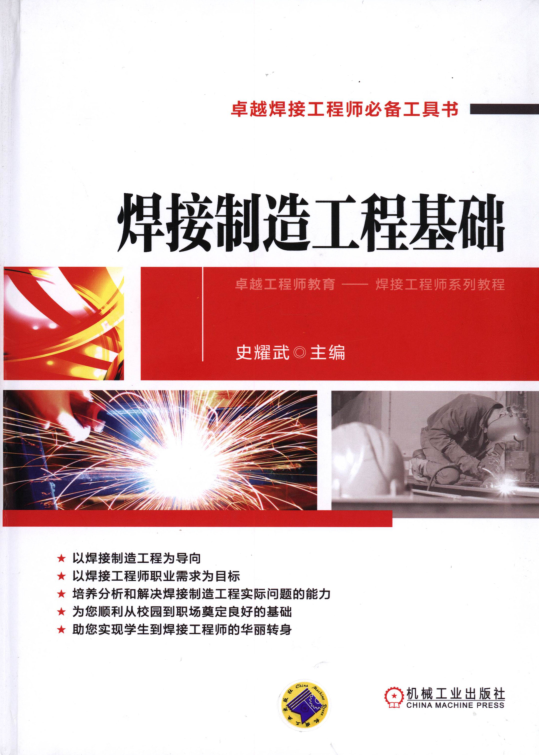 卓越焊接工程师必备工具书
焊接制造工程基础
卓越工程师教育 —— 焊接工程师系列教程
史耀武◎主编
★ 以焊接制造工程为导向
★ 以焊接工程师职业需求为目标
★ 培养分析和解决焊接制造工程实际问题的能力
★ 为您顺利从校园到职场奠定良好的基础
★ 助您实现学生到焊接工程师的华丽转身
机械工业出版社
CHINA MACHINE PRESS